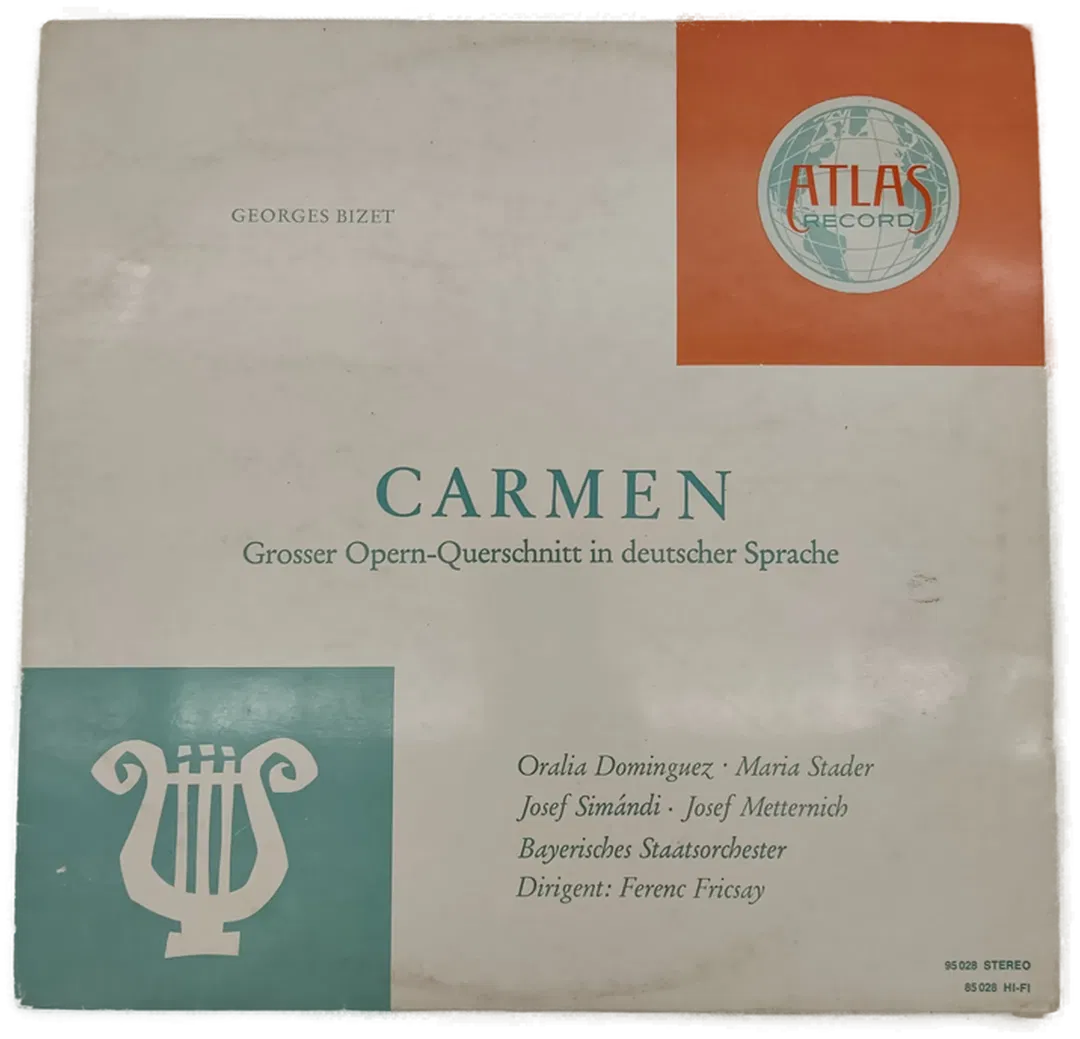 GEORGES BIZET
ATLAS
RECORD
CARMEN
Grosser Opern-Querschnitt in deutscher Sprache
Oralia Dominguez · Maria Stader
Josef Simándi · Josef Metternich
Bayerisches Staatsorchester
Dirigent: Ferenc Fricsay
95 028 STEREO
85 028 HI-FI